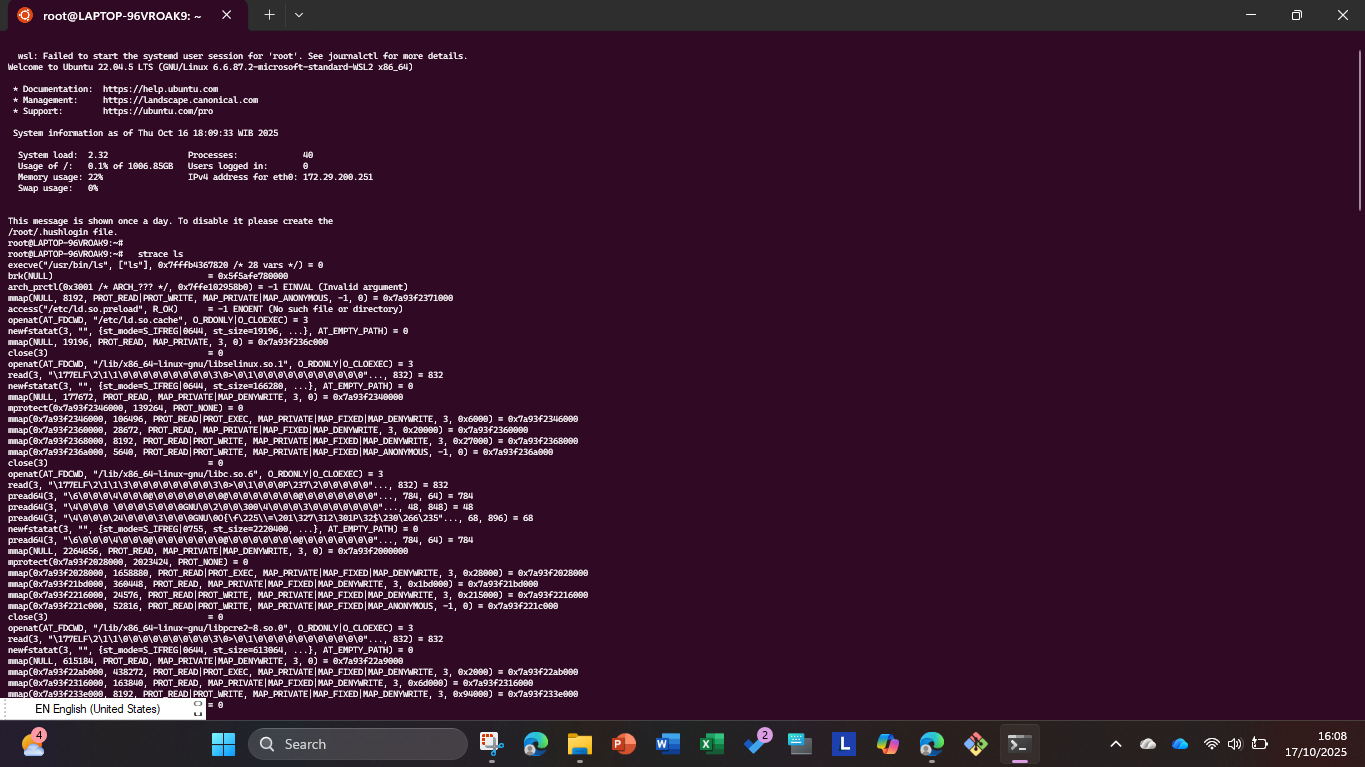 root@LAPTOP-96VROAK9: ~
wsl: Failed to start the systemd user session for 'root'. See journalctl for more details.
Welcome to Ubuntu 22.04.5 LTS (GNU/Linux 6.6.87.2-microsoft-standard-WSL2 x86_64)
* Documentation:  https://help.ubuntu.com
* Management:     https://landscape.canonical.com
* Support:        https://ubuntu.com/pro
System information as of Thu Oct 16 18:09:33 WIB 2025
System load:  2.32                Processes:             40
Usage of /:   0.1% of 1006.85GB   Users logged in:       0
Memory usage: 22%                 IPv4 address for eth0: 172.29.200.251
Swap usage:   0%
This message is shown once a day. To disable it please create the
/root/.hushlogin file.
root@LAPTOP-96VROAK9:~#
root@LAPTOP-96VROAK9:~#   strace ls
execve("/usr/bin/ls", ["ls"], 0x7fffb4367820 /* 28 vars */) = 0
brk(NULL)                               = 0x5f5afe780000
arch_prctl(0x3001 /* ARCH_??? */, 0x7ffe102958b0) = -1 EINVAL (Invalid argument)
mmap(NULL, 8192, PROT_READ|PROT_WRITE, MAP_PRIVATE|MAP_ANONYMOUS, -1, 0) = 0x7a93f2371000
access("/etc/ld.so.preload", R_OK)      = -1 ENOENT (No such file or directory)
openat(AT_FDCWD, "/etc/ld.so.cache", O_RDONLY|O_CLOEXEC) = 3
newfstatat(3, "", {st_mode=S_IFREG|0644, st_size=19196, ...}, AT_EMPTY_PATH) = 0
mmap(NULL, 19196, PROT_READ, MAP_PRIVATE, 3, 0) = 0x7a93f236c000
close(3)                                = 0
openat(AT_FDCWD, "/lib/x86_64-linux-gnu/libselinux.so.1", O_RDONLY|O_CLOEXEC) = 3
read(3, "\177ELF\2\1\1\0\0\0\0\0\0\0\0\0\3\0>\0\1\0\0\0\0\0\0\0\0\0\0\0"..., 832) = 832
newfstatat(3, "", {st_mode=S_IFREG|0644, st_size=166280, ...}, AT_EMPTY_PATH) = 0
mmap(NULL, 177672, PROT_READ, MAP_PRIVATE|MAP_DENYWRITE, 3, 0) = 0x7a93f2340000
mprotect(0x7a93f2346000, 139264, PROT_NONE) = 0
mmap(0x7a93f2346000, 106496, PROT_READ|PROT_EXEC, MAP_PRIVATE|MAP_FIXED|MAP_DENYWRITE, 3, 0x6000) = 0x7a93f2346000
mmap(0x7a93f2360000, 28672, PROT_READ, MAP_PRIVATE|MAP_FIXED|MAP_DENYWRITE, 3, 0x20000) = 0x7a93f2360000
mmap(0x7a93f2368000, 8192, PROT_READ|PROT_WRITE, MAP_PRIVATE|MAP_FIXED|MAP_DENYWRITE, 3, 0x27000) = 0x7a93f2368000
mmap(0x7a93f236a000, 5640, PROT_READ|PROT_WRITE, MAP_PRIVATE|MAP_FIXED|MAP_ANONYMOUS, -1, 0) = 0x7a93f236a000
close(3)                                = 0
openat(AT_FDCWD, "/lib/x86_64-linux-gnu/libc.so.6", O_RDONLY|O_CLOEXEC) = 3
read(3, "\177ELF\2\1\1\3\0\0\0\0\0\0\0\0\3\0>\0\1\0\0\0P\237\2\0\0\0\0\0"..., 832) = 832
pread64(3, "\6\0\0\0\4\0\0\0@\0\0\0\0\0\0\0@\0\0\0\0\0\0\0@\0\0\0\0\0\0\0"..., 784, 64) = 784
pread64(3, "\4\0\0\0 \0\0\0\5\0\0\0GNU\0\2\0\0\300\4\0\0\0\3\0\0\0\0\0\0\0"..., 48, 848) = 48
pread64(3, "\4\0\0\0\24\0\0\0\3\0\0\0GNU\0O{\f\225\\=\201\327\312\301P\32$\230\266\235"..., 68, 896) = 68
newfstatat(3, "", {st_mode=S_IFREG|0755, st_size=2220400, ...}, AT_EMPTY_PATH) = 0
pread64(3, "\6\0\0\0\4\0\0\0@\0\0\0\0\0\0\0@\0\0\0\0\0\0\0@\0\0\0\0\0\0\0"..., 784, 64) = 784
mmap(NULL, 2264656, PROT_READ, MAP_PRIVATE|MAP_DENYWRITE, 3, 0) = 0x7a93f2000000
mprotect(0x7a93f2028000, 2023424, PROT_NONE) = 0
mmap(0x7a93f2028000, 1658880, PROT_READ|PROT_EXEC, MAP_PRIVATE|MAP_FIXED|MAP_DENYWRITE, 3, 0x28000) = 0x7a93f2028000
mmap(0x7a93f21bd000, 360448, PROT_READ, MAP_PRIVATE|MAP_FIXED|MAP_DENYWRITE, 3, 0x1bd000) = 0x7a93f21bd000
mmap(0x7a93f2216000, 24576, PROT_READ|PROT_WRITE, MAP_PRIVATE|MAP_FIXED|MAP_DENYWRITE, 3, 0x215000) = 0x7a93f2216000
mmap(0x7a93f221c000, 52816, PROT_READ|PROT_WRITE, MAP_PRIVATE|MAP_FIXED|MAP_ANONYMOUS, -1, 0) = 0x7a93f221c000
close(3)                                = 0
openat(AT_FDCWD, "/lib/x86_64-linux-gnu/libpcre2-8.so.0", O_RDONLY|O_CLOEXEC) = 3
read(3, "\177ELF\2\1\1\0\0\0\0\0\0\0\0\0\3\0>\0\1\0\0\0\0\0\0\0\0\0\0\0"..., 832) = 832
newfstatat(3, "", {st_mode=S_IFREG|0644, st_size=613064, ...}, AT_EMPTY_PATH) = 0
mmap(NULL, 615184, PROT_READ, MAP_PRIVATE|MAP_DENYWRITE, 3, 0) = 0x7a93f22a9000
mmap(0x7a93f22ab000, 438272, PROT_READ|PROT_EXEC, MAP_PRIVATE|MAP_FIXED|MAP_DENYWRITE, 3, 0x2000) = 0x7a93f22ab000
mmap(0x7a93f2316000, 163840, PROT_READ, MAP_PRIVATE|MAP_FIXED|MAP_DENYWRITE, 3, 0x6d000) = 0x7a93f2316000
mmap(0x7a93f233e000, 8192, PROT_READ|PROT_WRITE, MAP_PRIVATE|MAP_FIXED|MAP_DENYWRITE, 3, 0x94000) = 0x7a93f233e000
= 0
EN English (United States)
4
Search
2
L
16:08
17/10/2025